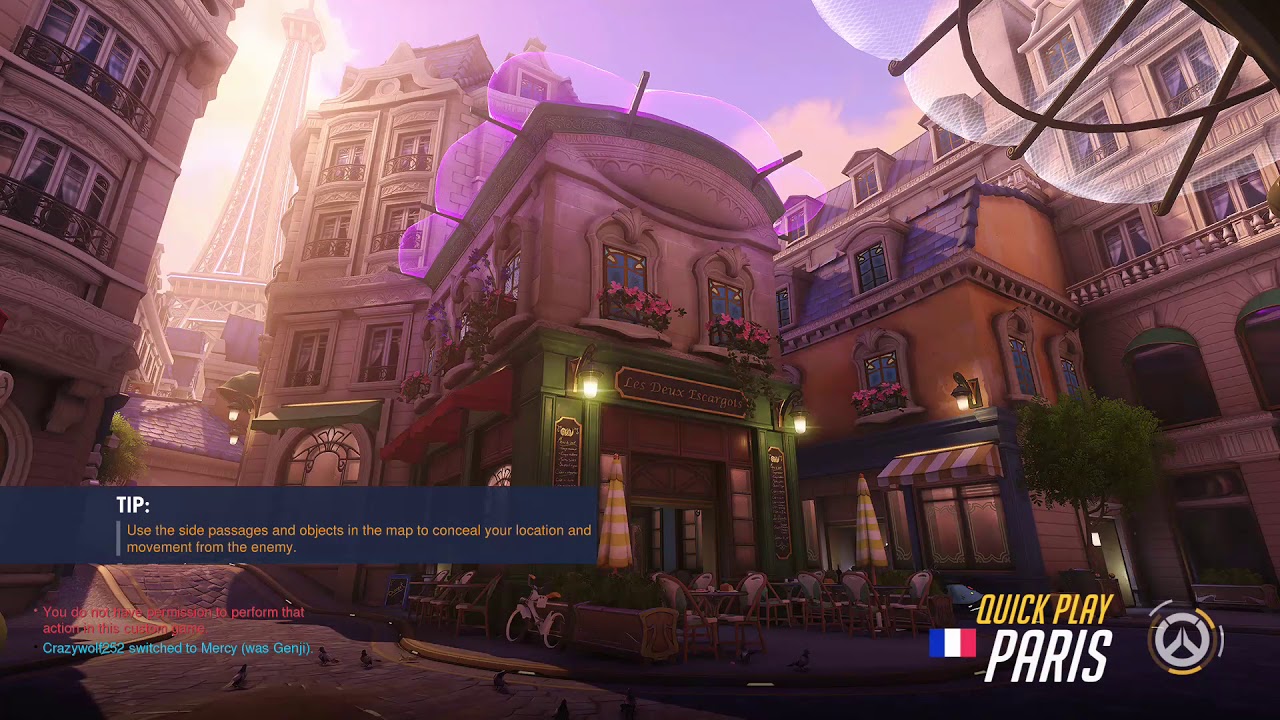 Les Deux Escargots
TIP:
Use the side passages and objects in the map to conceal your location and
movement from the enemy.
* You do not have permission to perform that
action in this custom game.
Crazywolf252 switched to Mercy (was Genji).
QUICK PLAY
PARIS